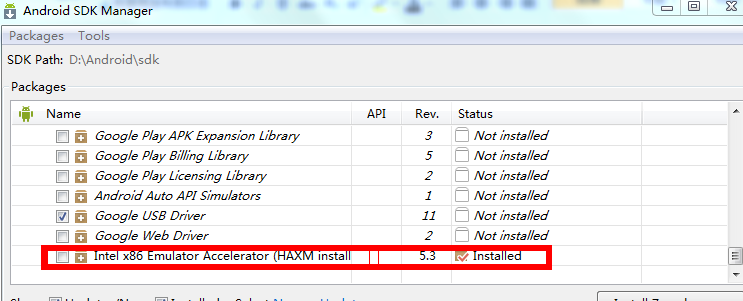 Android SDK Manager
Packages Tools
SDK Path: D:\Android\sdk
Packages
Name API Rev. Status
Google Play APK Expansion Library 3 Not installed
Google Play Billing Library 5 Not installed
Google Play Licensing Library 2 Not installed
Android Auto API Simulators 1 Not installed
Google USB Driver 11 Not installed
Google Web Driver 2 Not installed
Intel x86 Emulator Accelerator (HAXM install 5.3 Installed